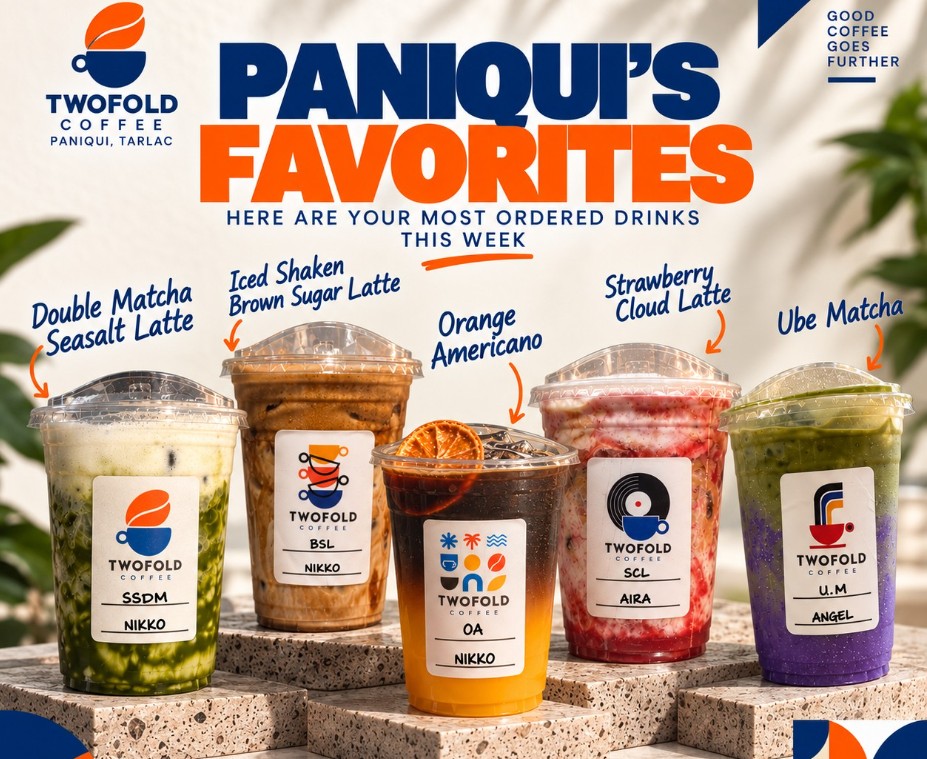 TWOFOLD
COFFEE
PANIQUI, TARLAC
PANIQUI'S
FAVORITES
HERE ARE YOUR MOST ORDERED DRINKS
THIS WEEK
GOOD
COFFEE
GOES
FURTHER
Double Matcha
Seasalt Latte
Iced Shaken
Brown Sugar Latte
Orange
Americano
Strawberry
Cloud Latte
Ube Matcha
TWOFOLD
COFFEE
SSDM
NIKKO
TWOFOLD
COFFEE
BSL
NIKKO
TWOFOLD
COFFEE
OA
NIKKO
TWOFOLD
COFFEE
SCL
AIRA
TWOFOLD
COFFEE
U.M
ANGEL